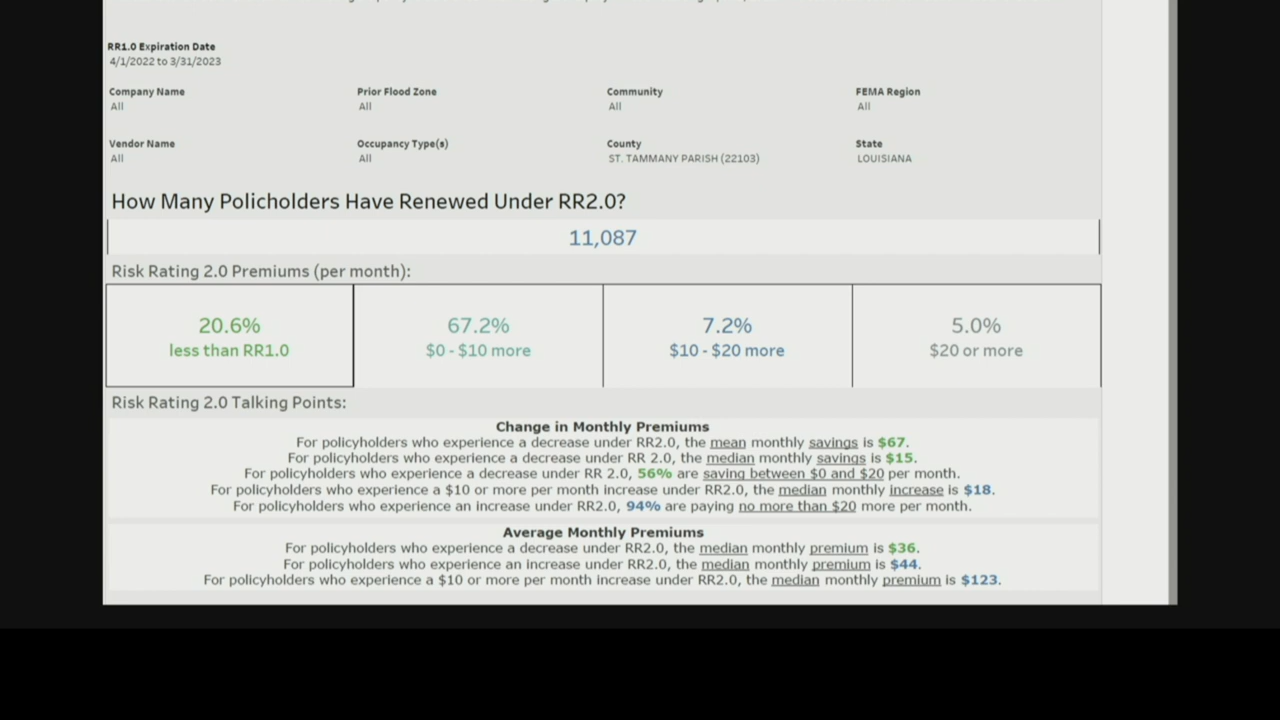 RR1.0 Expiration Date
4/1/2022 to 3/31/2023
Company Name Prior Flood Zone Community FEMA Region
All All All All
Vendor Name Occupancy Type(s) County State
All All ST. TAMMANY PARISH (22103) LOUISIANA
How Many Policholders Have Renewed Under RR2.0?
11,087
Risk Rating 2.0 Premiums (per month):
20.6% 67.2% 7.2% 5.0%
less than RR1.0 $0 - $10 more $10 - $20 more $20 or more
Risk Rating 2.0 Talking Points:
Change in Monthly Premiums
For policyholders who experience a decrease under RR2.0, the mean monthly savings is $67.
For policyholders who experience a decrease under RR 2.0, the median monthly savings is $15.
For policyholders who experience a decrease under RR 2.0, 56% are saving between $0 and $20 per month.
For policyholders who experience a $10 or more per month increase under RR2.0, the median monthly increase is $18.
For policyholders who experience an increase under RR2.0, 94% are paying no more than $20 more per month.
Average Monthly Premiums
For policyholders who experience a decrease under RR2.0, the median monthly premium is $36.
For policyholders who experience an increase under RR2.0, the median monthly premium is $44.
For policyholders who experience a $10 or more per month increase under RR2.0, the median monthly premium is $123.